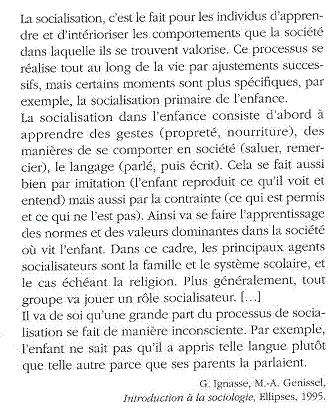 La socialisation, c'est le fait pour les individus d'appren-
dre et d'intérioriser les comportements que la société
dans laquelle ils se trouvent valorise. Ce processus se
réalise tout au long de la vie par ajustements succes-
sifs, mais certains moments sont plus spécifiques, par
exemple, la socialisation primaire de l'enfance.
La socialisation dans l'enfance consiste d'abord à
apprendre des gestes (propreté, nourriture), des
manières de se comporter en société (saluer, remer-
cier), le langage (parlé, puis écrit). Cela se fait aussi
bien par imitation (l'enfant reproduit ce qu'il voit et
entend) mais aussi par la contrainte (ce qui est permis
et ce qui ne l'est pas). Ainsi va se faire l'apprentissage
des normes et des valeurs dominantes dans la société
où vit l'enfant. Dans ce cadre, les principaux agents
socialisateurs sont la famille et le système scolaire, et
le cas échéant la religion. Plus généralement, tout
groupe va jouer un rôle socialisateur. […]
Il va de soi qu'une grande part du processus de socia-
lisation se fait de manière inconsciente. Par exemple,
l'enfant ne sait pas qu'il a appris telle langue plutôt
que telle autre parce que ses parents la parlaient.
G. Ignasse, M.-A. Genissel,
Introduction à la sociologie, Ellipses, 1995.